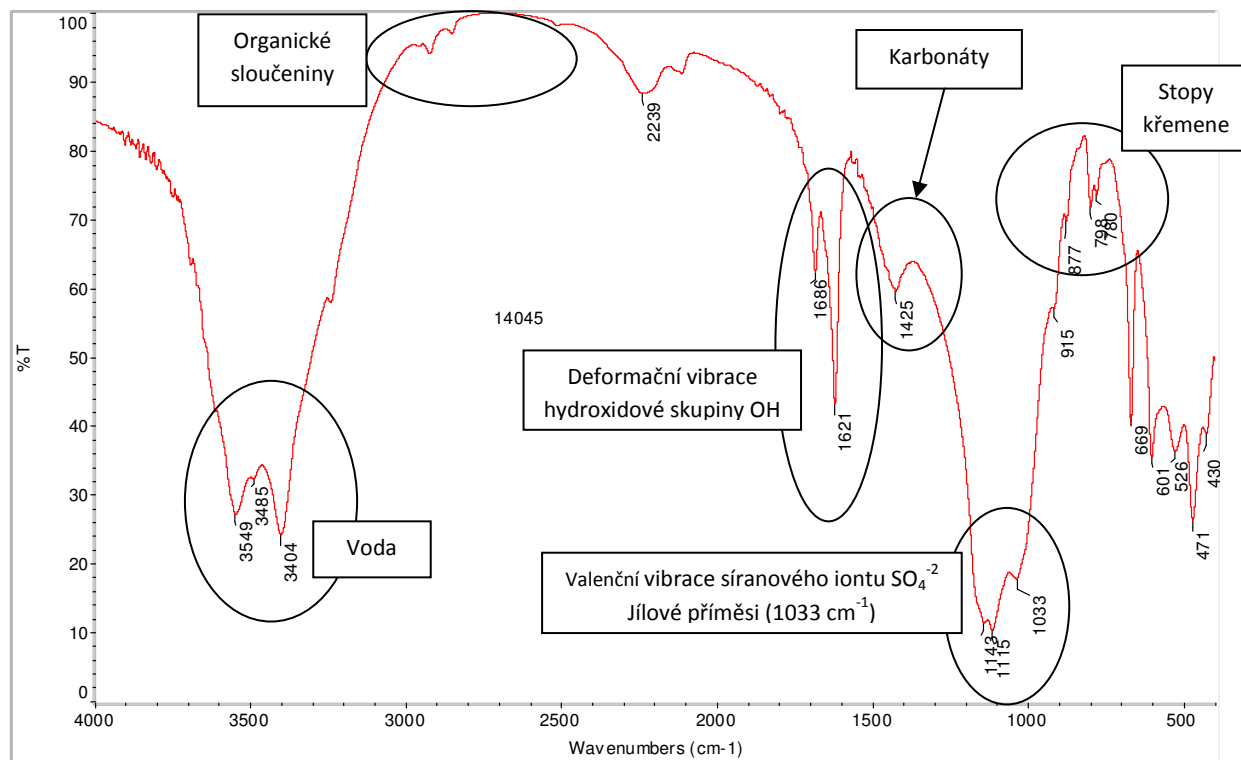 Organické
sloučeniny
Karbonáty
Stopy
křemene
100
90
80
70
60
50
40
30
20
10
0
%T
2239
14045
1686
1621
1425
877
798
780
915
669
601
526
471
430
Deformační vibrace
hydroxidové skupiny OH
3549
3485
3404
Voda
Valenční vibrace síranového iontu SO₄⁻²
Jílové příměsi (1033 cm⁻¹)
1143
1115
1033
4000 3500 3000 2500 2000 1500 1000 500
Wavenumbers (cm-1)